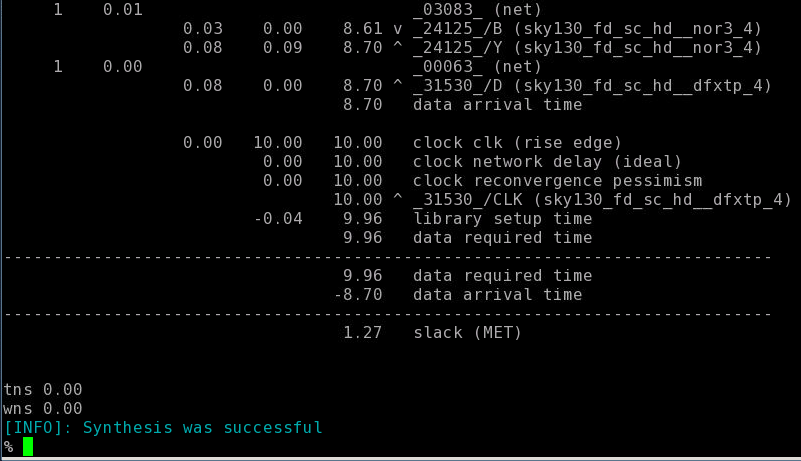 1    0.01                           _03083_ (net)
                  0.03    0.00    8.61 v _24125_/B (sky130_fd_sc_hd__nor3_4)
                  0.08    0.09    8.70 ^ _24125_/Y (sky130_fd_sc_hd__nor3_4)
     1    0.00                           _00063_ (net)
                  0.08    0.00    8.70 ^ _31530_/D (sky130_fd_sc_hd__dfxtp_4)
                                  8.70   data arrival time
                  0.00   10.00   10.00   clock clk (rise edge)
                          0.00   10.00   clock network delay (ideal)
                          0.00   10.00   clock reconvergence pessimism
                                 10.00 ^ _31530_/CLK (sky130_fd_sc_hd__dfxtp_4)
                         -0.04    9.96   library setup time
                                  9.96   data required time
-----------------------------------------------------------------------------
                                  9.96   data required time
                                 -8.70   data arrival time
-----------------------------------------------------------------------------
                                  1.27   slack (MET)
tns 0.00
wns 0.00
[INFO]: Synthesis was successful
%